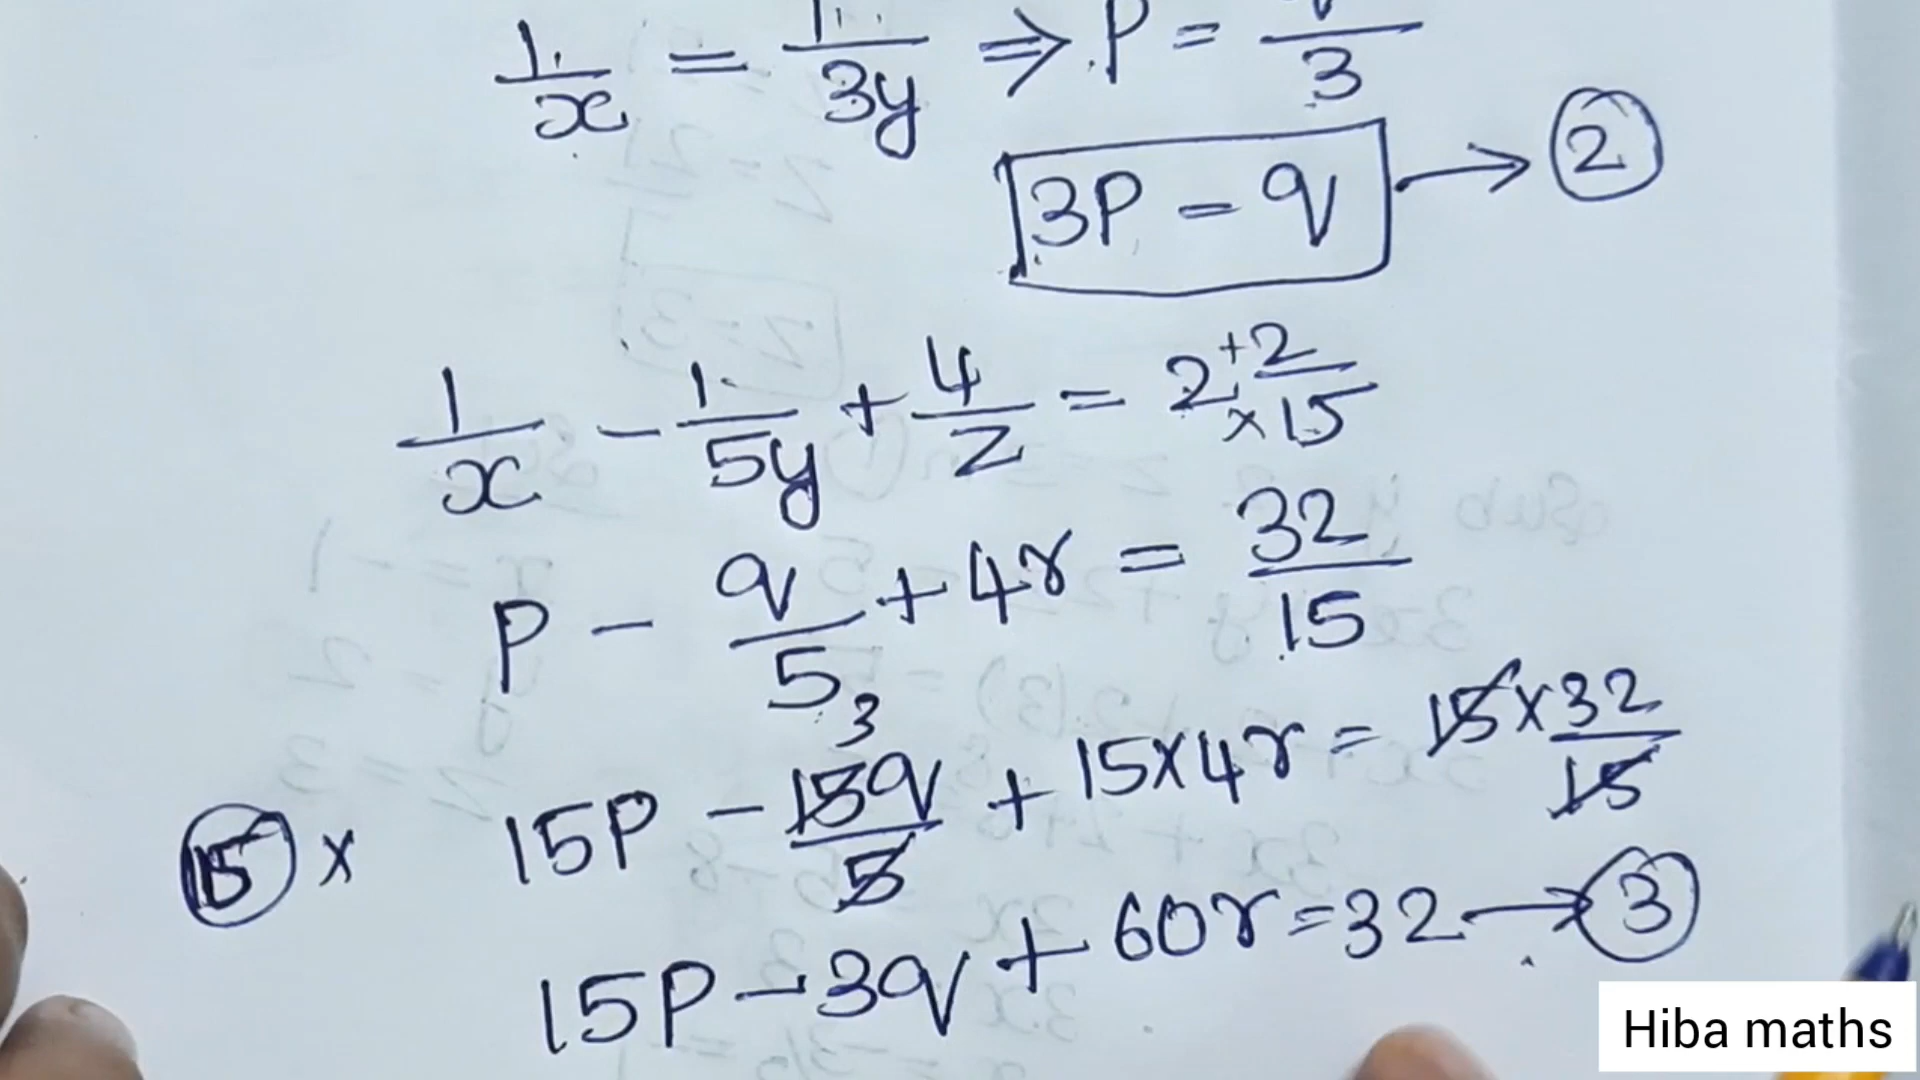 1/x = 1/3y ⇒ P = q/3
3P = q → 2
1/x - 1/5y + 4/z = 2 2/15
P - q/5 + 4r = 32/15
15 × 15P - 15q/5 3 + 15×4r = 15×32/15
15P - 3q + 60r = 32 → 3
Hiba maths